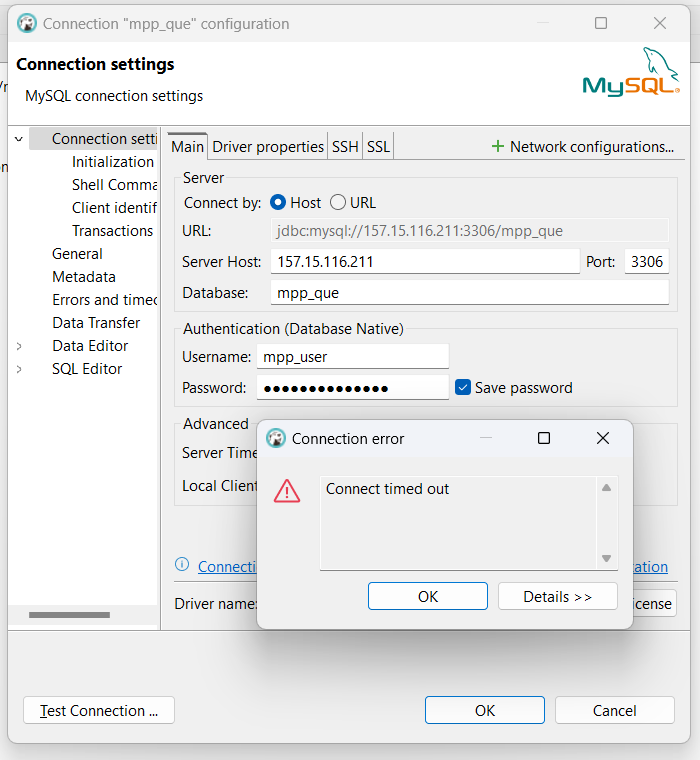 Connection "mpp_que" configuration
Connection settings
MySQL connection settings
MySQL®
Connection setti
Initialization
Shell Comma
Client identif
Transactions
General
Metadata
Errors and timeo
Data Transfer
Data Editor
SQL Editor
Main Driver properties SSH SSL + Network configurations...
Server
Connect by: Host URL
URL: jdbc:mysql://157.15.116.211:3306/mpp_que
Server Host: 157.15.116.211 Port: 3306
Database: mpp_que
Authentication (Database Native)
Username: mpp_user
Password: •••••••••••••• Save password
Advanced
Server Time
Local Client
Connection error
Connect timed out
OK Details >>
Connecti ation
Driver name: icense
Test Connection ... OK Cancel